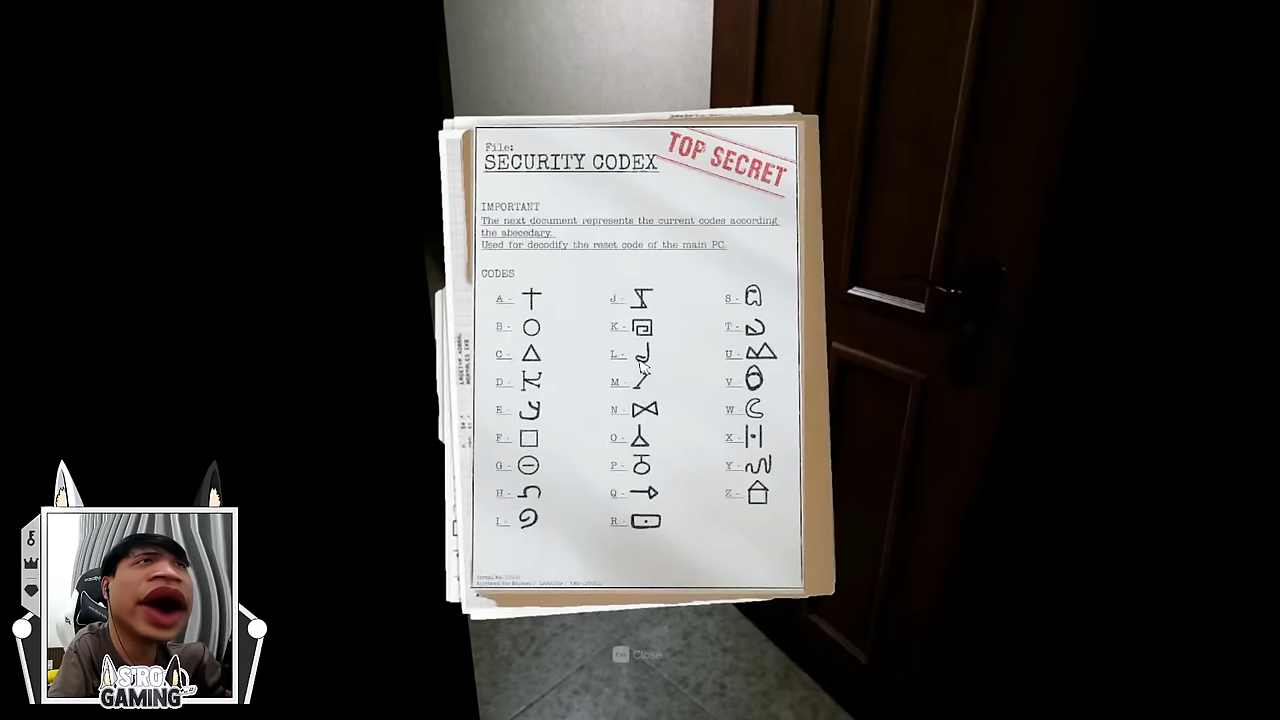 File:
SECURITY CODEX
TOP SECRET
IMPORTANT
The next document represents the current codes according
the abecedary.
Used for decodify the reset code of the main PC.
CODES
A -
B -
C -
D -
E -
F -
G -
H -
I -
J -
K -
L -
M -
N -
O -
P -
Q -
R -
S -
T -
U -
V -
W -
X -
Y -
Z -
Esc Close
GAMING